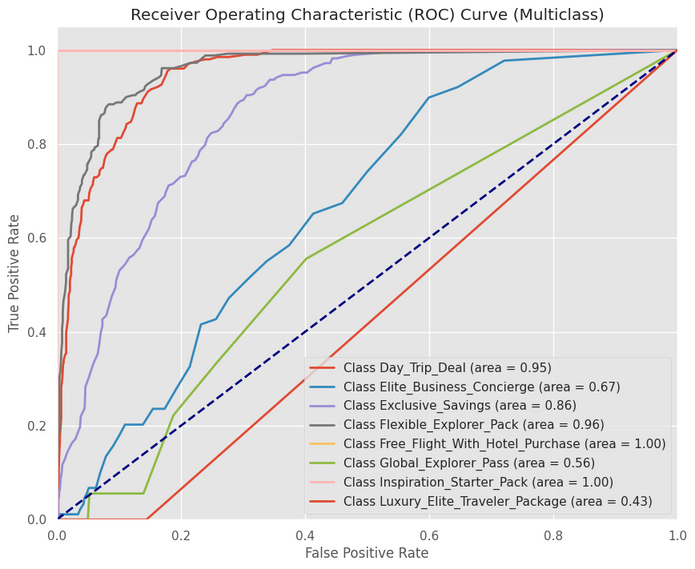 Receiver Operating Characteristic (ROC) Curve (Multiclass)
1.0
0.8
0.6
0.4
0.2
0.0
True Positive Rate
Class Day_Trip_Deal (area = 0.95)
Class Elite_Business_Concierge (area = 0.67)
Class Exclusive_Savings (area = 0.86)
Class Flexible_Explorer_Pack (area = 0.96)
Class Free_Flight_With_Hotel_Purchase (area = 1.00)
Class Global_Explorer_Pass (area = 0.56)
Class Inspiration_Starter_Pack (area = 1.00)
Class Luxury_Elite_Traveler_Package (area = 0.43)
0.0 0.2 0.4 0.6 0.8 1.0
False Positive Rate